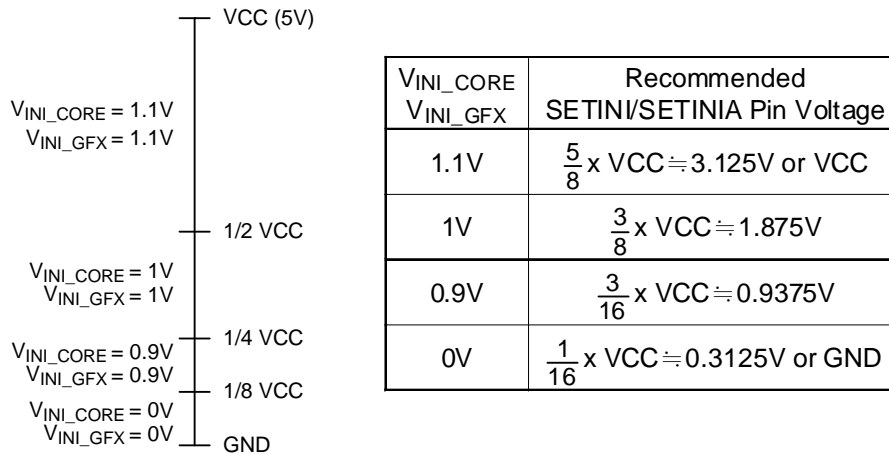 VCC (5V)
VINI_CORE = 1.1V
VINI_GFX = 1.1V
1/2 VCC
VINI_CORE = 1V
VINI_GFX = 1V
1/4 VCC
VINI_CORE = 0.9V
VINI_GFX = 0.9V
1/8 VCC
VINI_CORE = 0V
VINI_GFX = 0V
GND
VINI_CORE
VINI_GFX
Recommended
SETINI/SETINIA Pin Voltage
1.1V
5/8 x VCC≒3.125V or VCC
1V
3/8 x VCC≒1.875V
0.9V
3/16 x VCC≒0.9375V
0V
1/16 x VCC≒0.3125V or GND